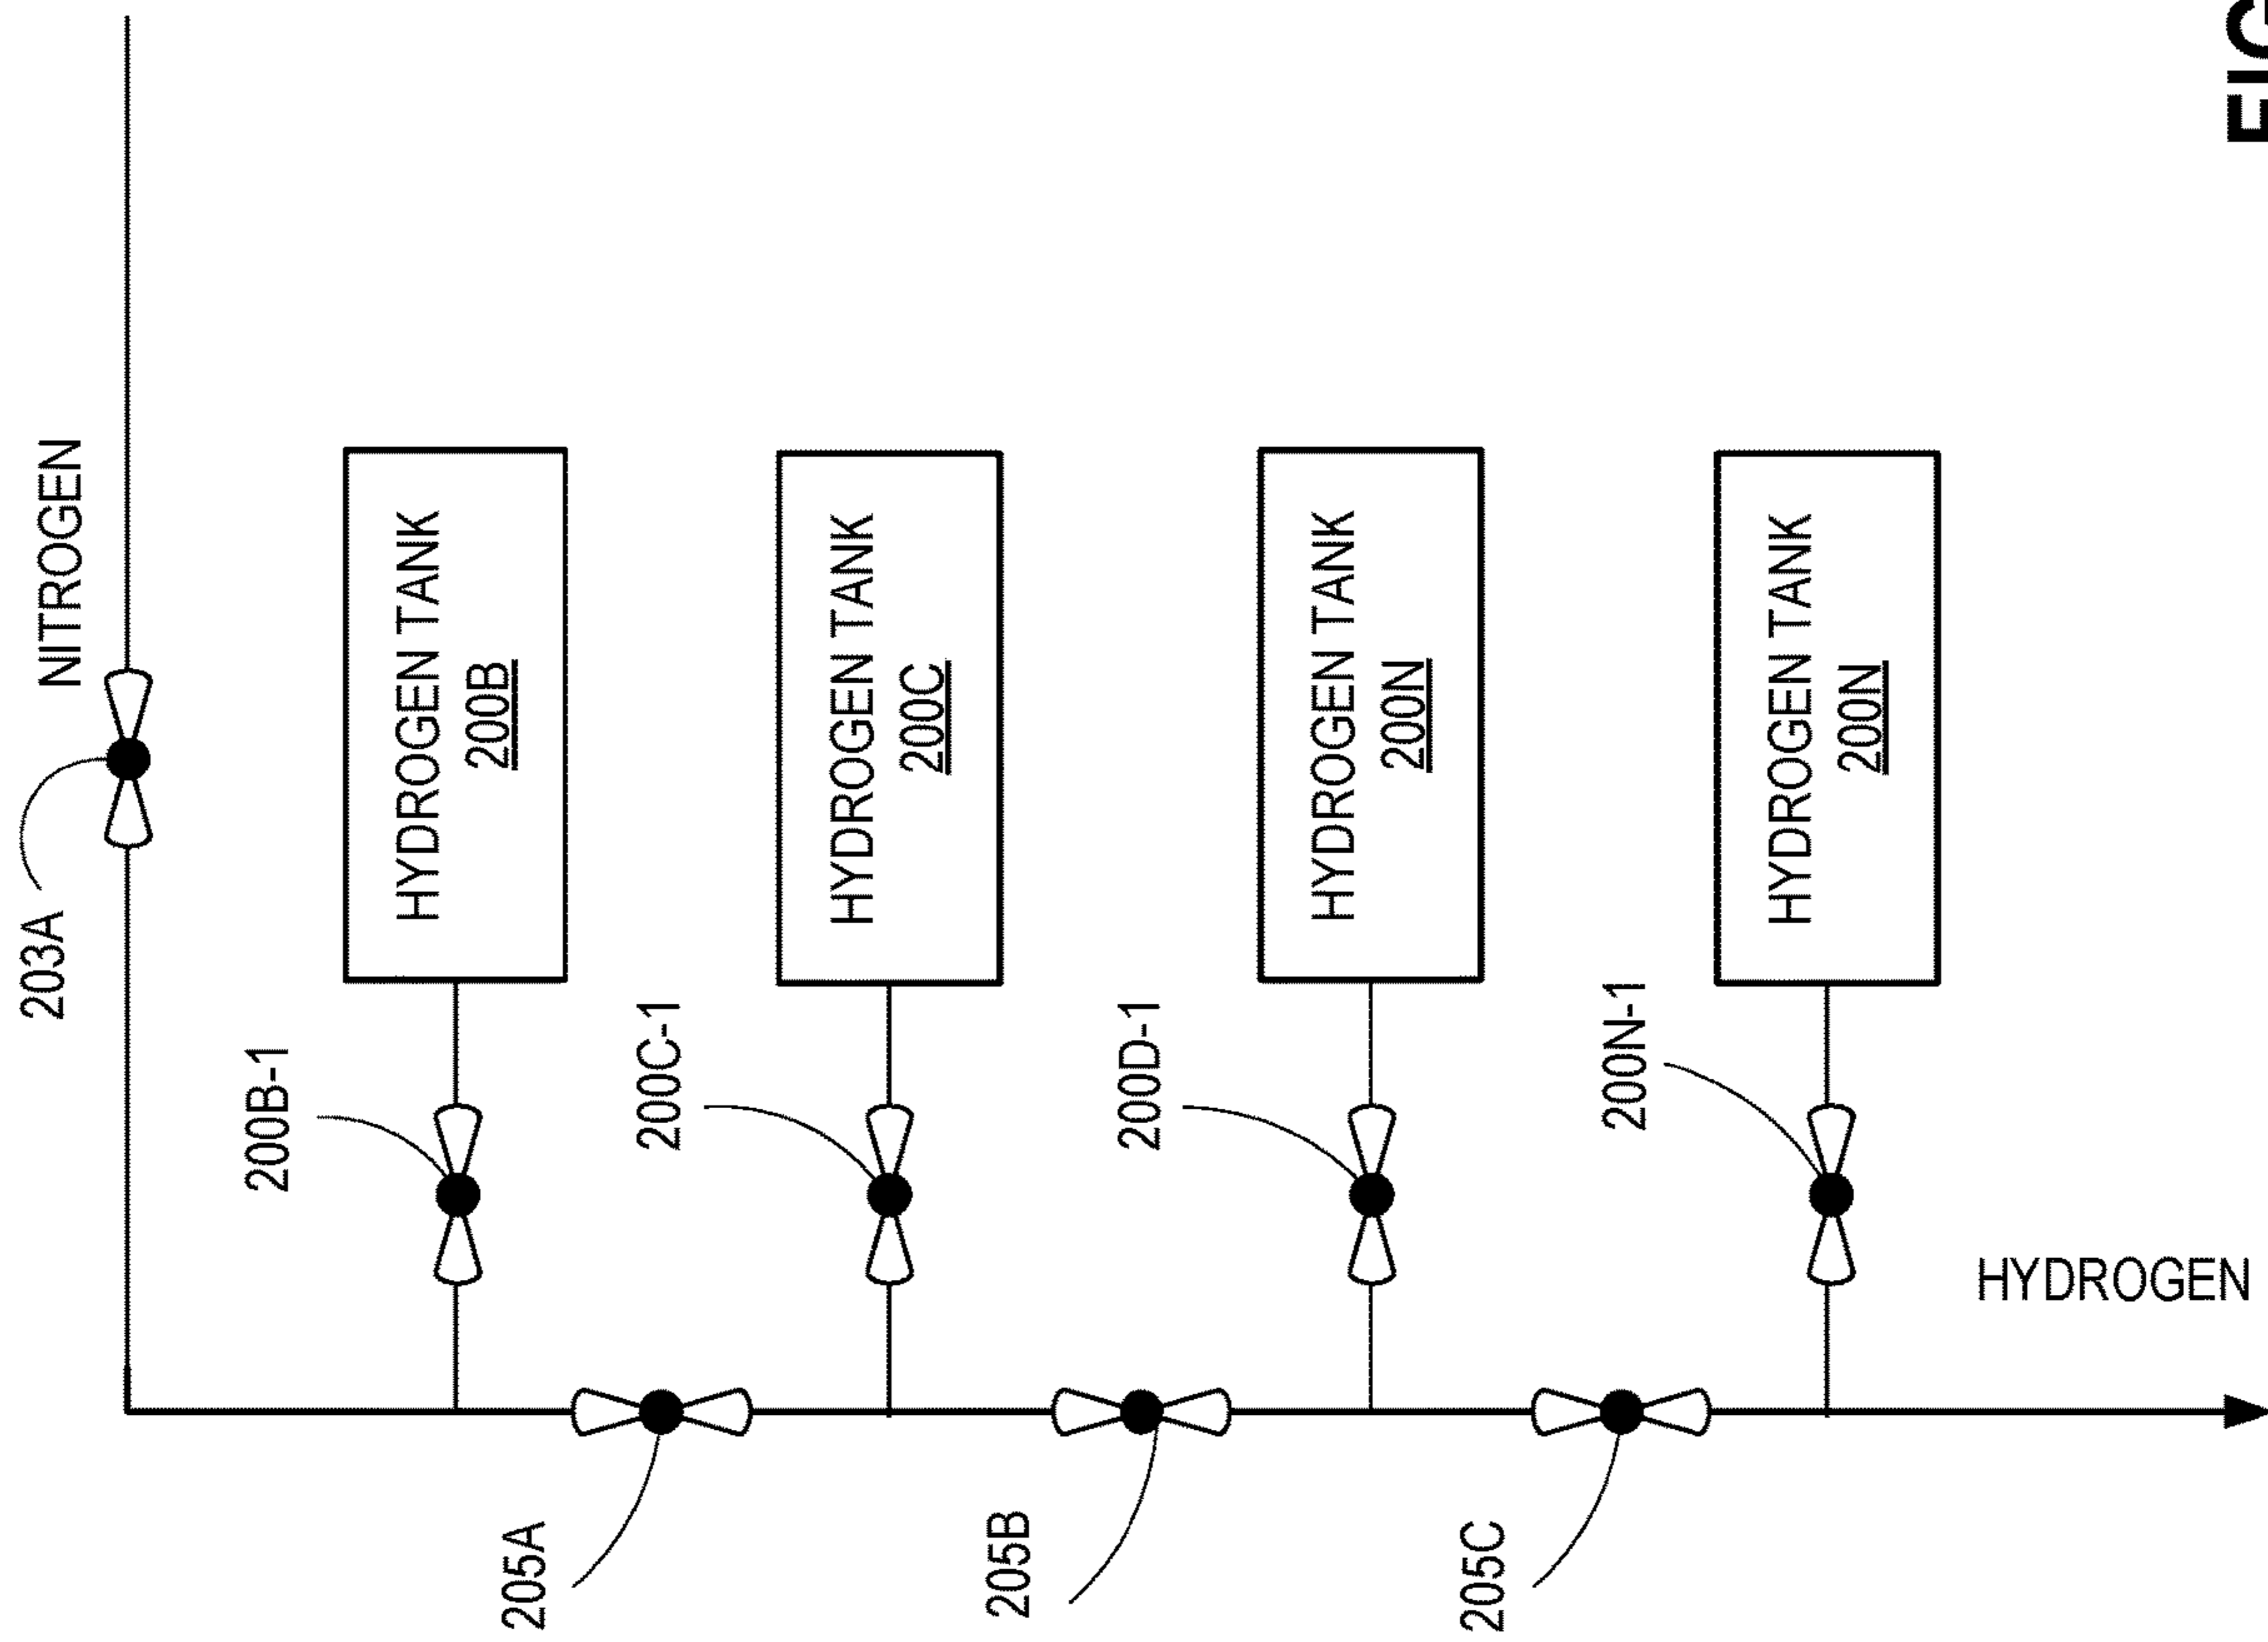 NITROGEN
203A
HYDROGEN TANK
200B
200B-1
HYDROGEN TANK
200C
200C-1
HYDROGEN TANK
200N
200D-1
HYDROGEN TANK
200N
200N-1
205A
205B
205C
HYDROGEN